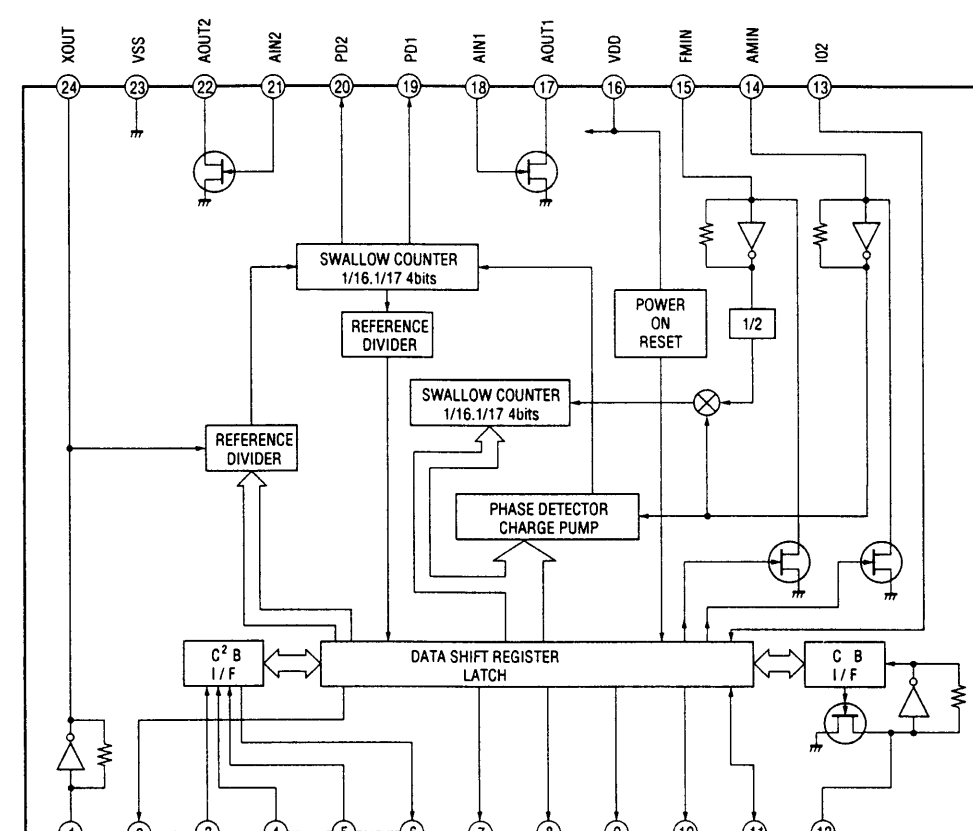 XOUT
VSS
AOUT2
AIN2
PD2
PD1
AIN1
AOUT1
VDD
FMIN
AMIN
IO2
24
23
22
21
20
19
18
17
16
15
14
13
SWALLOW COUNTER
1/16.1/17 4bits
REFERENCE
DIVIDER
POWER
ON
RESET
1/2
SWALLOW COUNTER
1/16.1/17 4bits
REFERENCE
DIVIDER
PHASE DETECTOR
CHARGE PUMP
C² B
I/F
DATA SHIFT REGISTER
LATCH
C B
I/F
1
2
3
4
5
6
7
8
9
10
11
12